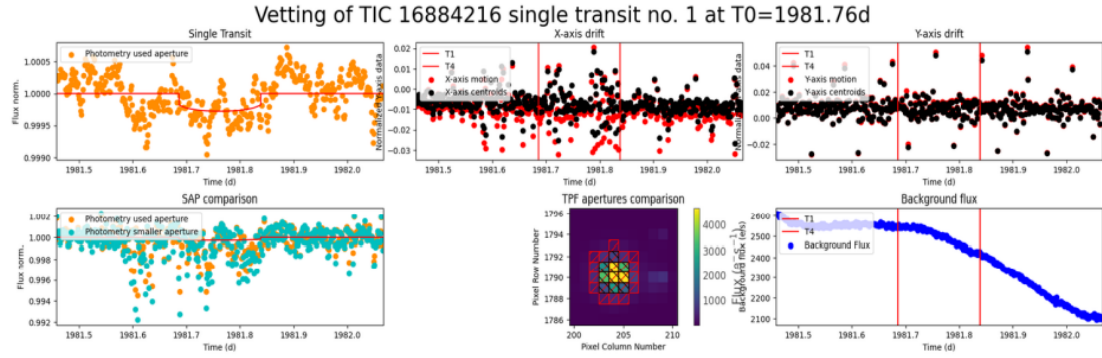 Vetting of TIC 16884216 single transit no. 1 at T0=1981.76d
Single Transit
Photometry used aperture
Flux norm.
1.0005
1.0000
0.9995
0.9990
1981.5 1981.6 1981.7 1981.8 1981.9 1982.0
Time (d)
X-axis drift
T1
T4
X-axis motion
X-axis centroids
0.02
0.01
0.00
−0.01
−0.02
−0.03
1981.5 1981.6 1981.7 1981.8 1981.9 1982.0
Time (d)
Y-axis drift
T1
T4
Y-axis motion
Y-axis centroids
0.04
0.02
0.00
−0.02
1981.5 1981.6 1981.7 1981.8 1981.9 1982.0
Time (d)
SAP comparison
Photometry used aperture
Photometry smaller aperture
Flux norm.
1.002
1.000
0.998
0.996
0.994
0.992
1981.5 1981.6 1981.7 1981.8 1981.9 1982.0
Time (d)
TPF apertures comparison
Pixel Row Number
1796
1794
1792
1790
1788
1786
200 205 210
Pixel Column Number
4000
3000
2000
1000
Background flux
T1
T4
Background Flux
Background flux (e/s)
2600
2500
2400
2300
2200
2100
1981.5 1981.6 1981.7 1981.8 1981.9 1982.0
Time (d)